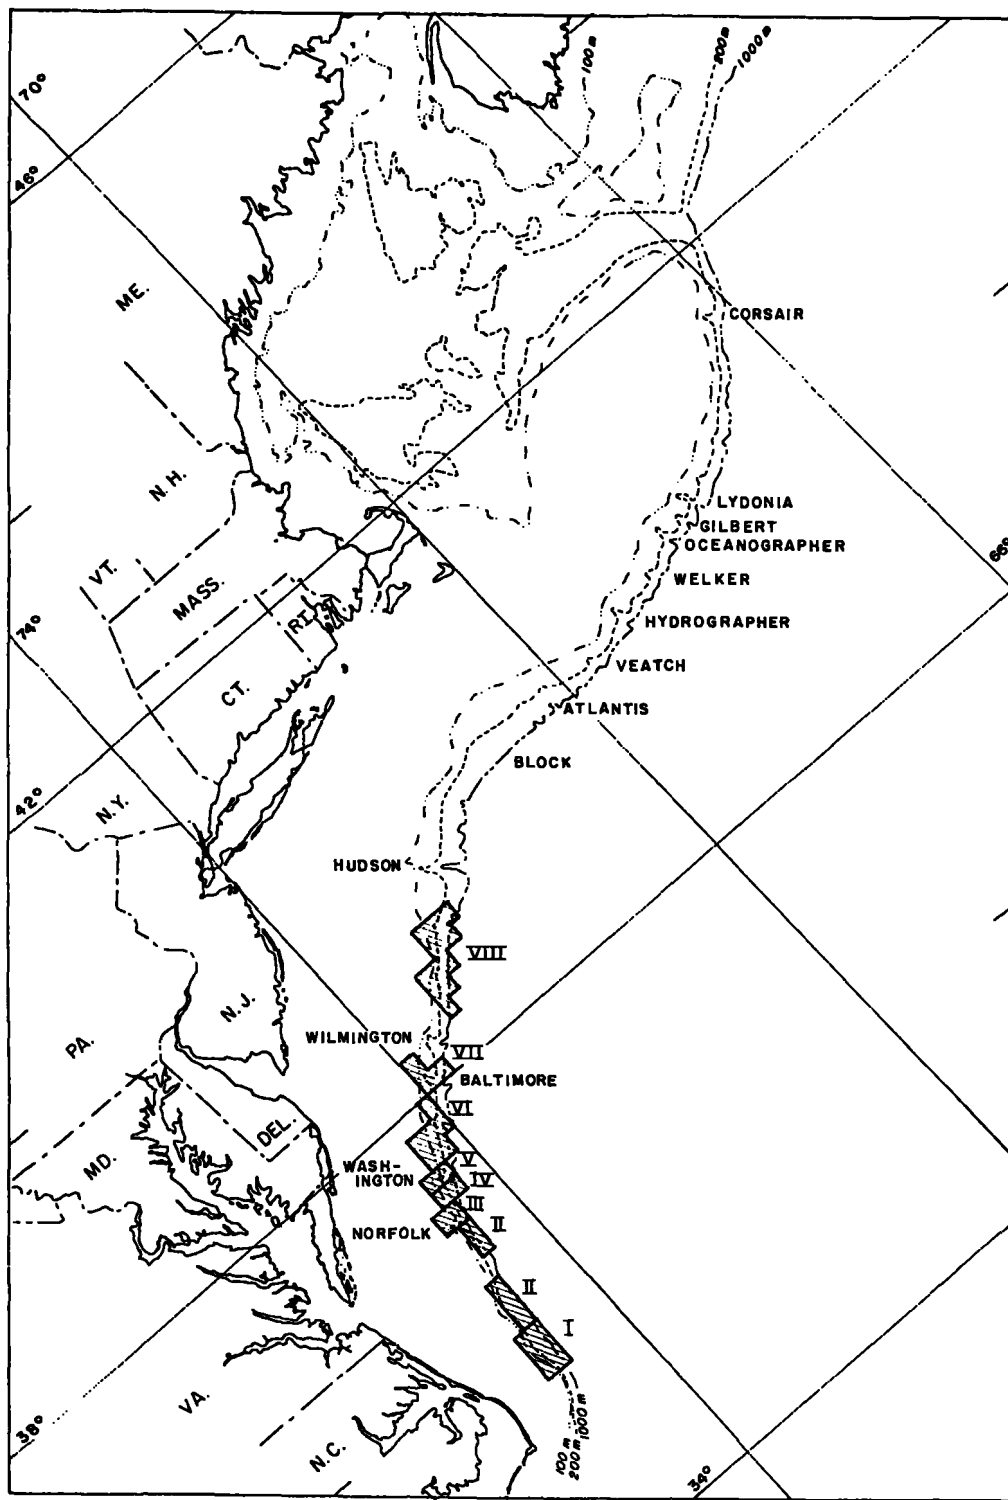 100 m
200 m
1000 m
70°
46°
ME.
CORSAIR
N.H.
LYDONIA
GILBERT
OCEANOGRAPHER
66°
VT.
MASS.
WELKER
74°
R.I.
HYDROGRAPHER
VEATCH
CT.
ATLANTIS
BLOCK
42°
N.Y.
HUDSON
VIII
N.J.
WILMINGTON
PA.
VII
BALTIMORE
VI
DEL.
MD.
WASH-
INGTON
V
IV
III
NORFOLK
II
II
I
VA.
38°
N.C.
100 m
200 m
1000 m
34°